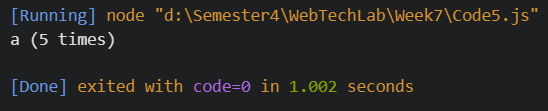 [Running] node "d:\Semester4\WebTechLab\Week7\Code5.js"
a (5 times)
[Done] exited with code=0 in 1.002 seconds